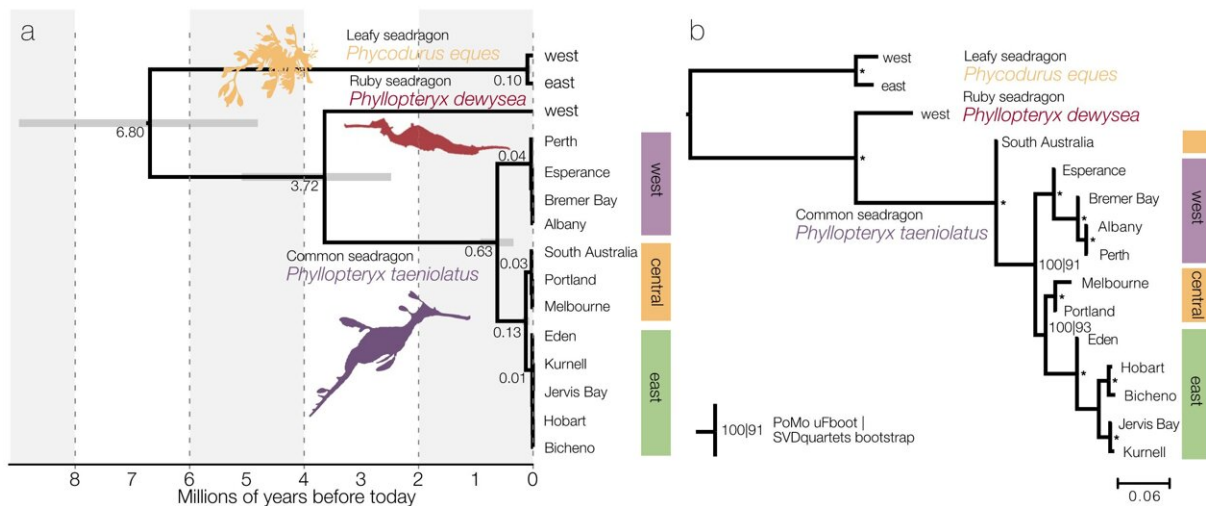 a
Leafy seadragon
Phycodurus eques
Ruby seadragon
Phyllopteryx dewysea
Common seadragon
Phyllopteryx taeniolatus
6.80
3.72
0.63
0.10
0.04
0.03
0.13
0.01
west
east
west
Perth
Esperance
Bremer Bay
Albany
South Australia
Portland
Melbourne
Eden
Kurnell
Jervis Bay
Hobart
Bicheno
west
central
east
8 7 6 5 4 3 2 1 0
Millions of years before today
b
west
*
east
Leafy seadragon
Phycodurus eques
Ruby seadragon
Phyllopteryx dewysea
west
*
South Australia
*
Common seadragon
Phyllopteryx taeniolatus
Esperance
*
Bremer Bay
*
Albany
*
Perth
100|91
Melbourne
*
Portland
100|93
Eden
*
Hobart
*
Bicheno
Jervis Bay
*
Kurnell
west
central
east
100|91
PoMo uFboot |
SVDquartets bootstrap
0.06